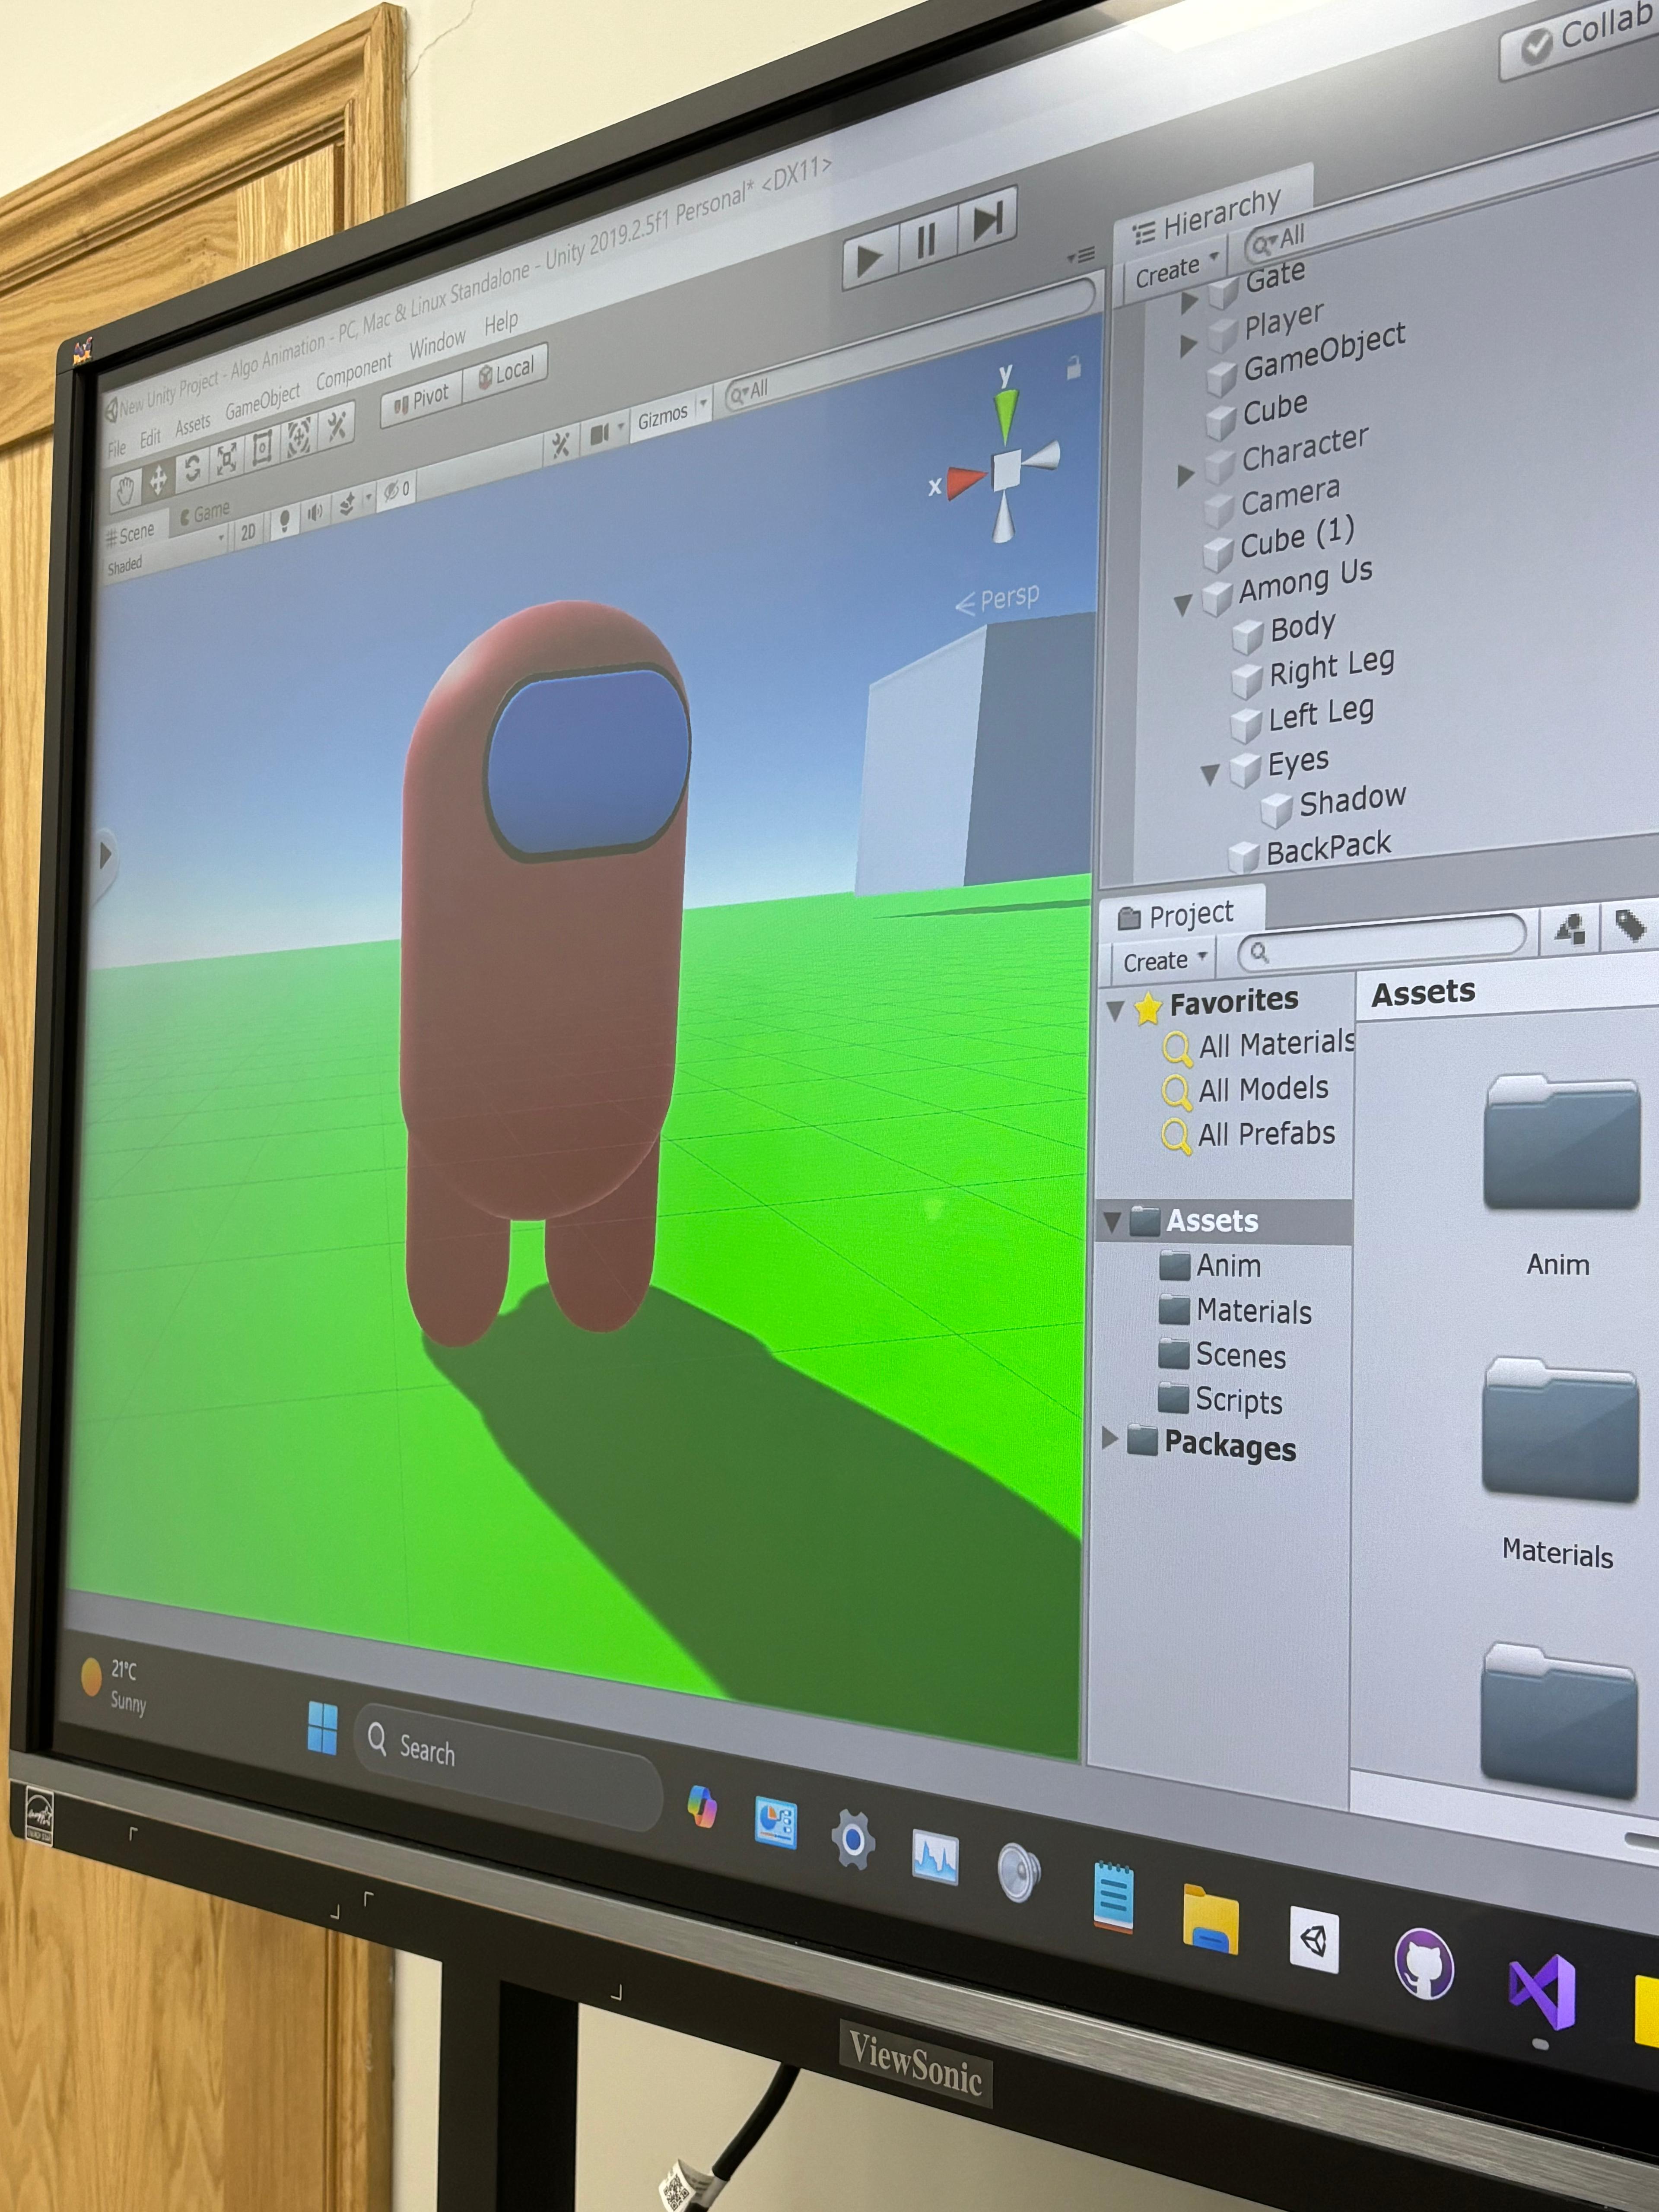 Collab
New Unity Project - Algo Animation - PC, Mac & Linux Standalone - Unity 2019.2.5f1 Personal* <DX11>
File Edit Assets GameObject Component Window Help
Pivot Local
Scene Game
Shaded 2D 0 Gizmos All
y
x
Persp
Hierarchy
Create All
Gate
Player
GameObject
Cube
Character
Camera
Cube (1)
Among Us
Body
Right Leg
Left Leg
Eyes
Shadow
BackPack
Project
Create
Favorites
All Materials
All Models
All Prefabs
Assets
Anim
Materials
Scenes
Scripts
Packages
Assets
Anim
Materials
21°C
Sunny
Search
ViewSonic